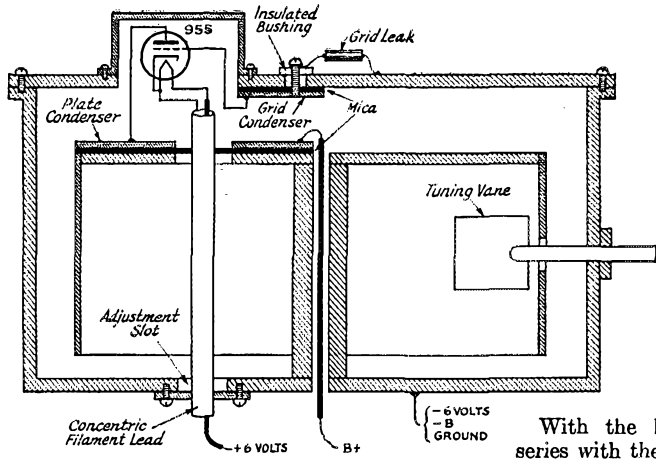 955
Insulated
Bushing
Grid Leak
Plate
Condenser
Grid
Condenser
Mica
Tuning Vane
Adjustment
Slot
Concentric
Filament Lead
+6 VOLTS
B+
-6 VOLTS
-B
GROUND
With the
series with the